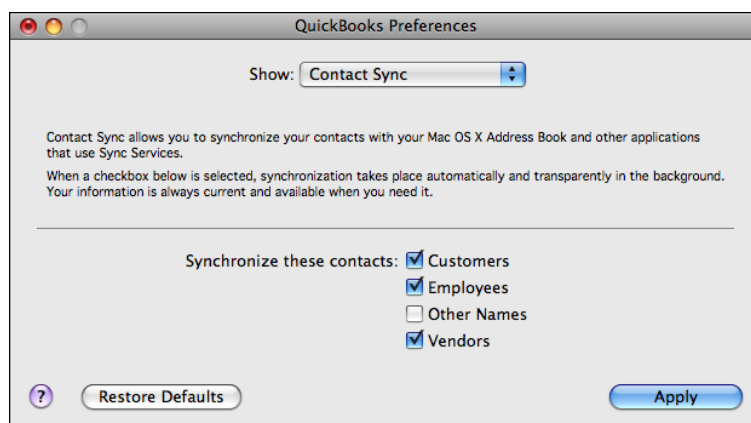 QuickBooks Preferences
Show: Contact Sync
Contact Sync allows you to synchronize your contacts with your Mac OS X Address Book and other applications
that use Sync Services.
When a checkbox below is selected, synchronization takes place automatically and transparently in the background.
Your information is always current and available when you need it.
Synchronize these contacts: Customers
Employees
Other Names
Vendors
? Restore Defaults Apply